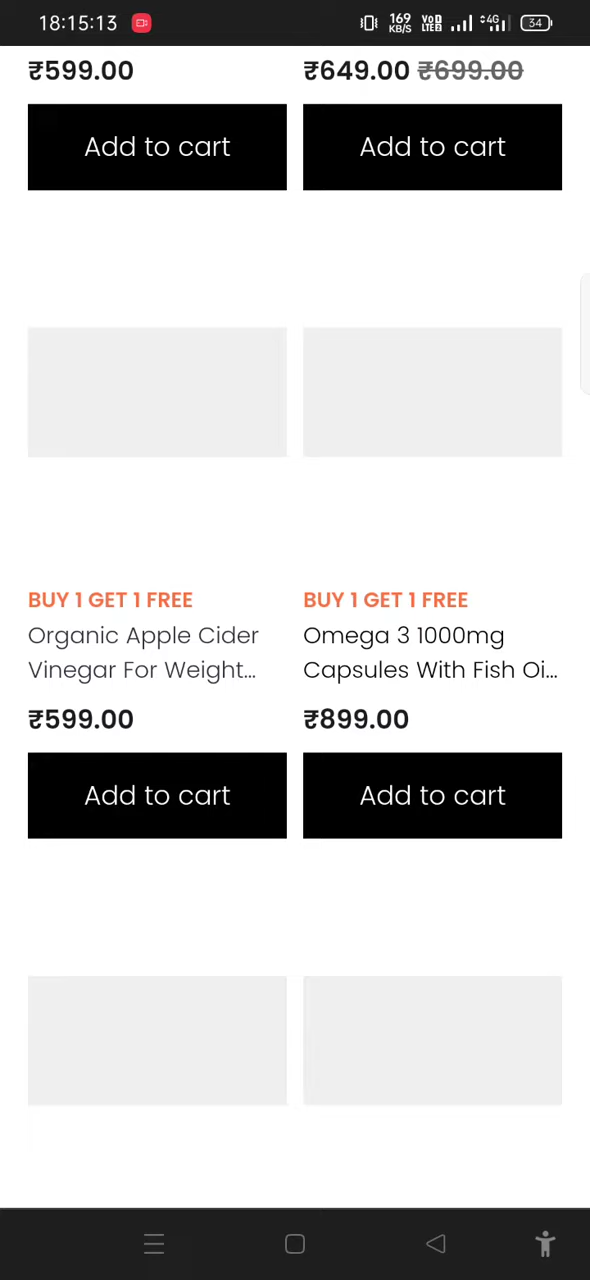 18:15:13 169 KB/S VoD LTE 2 4G 34
₹599.00
₹649.00 ₹699.00
Add to cart
Add to cart
BUY 1 GET 1 FREE
Organic Apple Cider
Vinegar For Weight...
₹599.00
Add to cart
BUY 1 GET 1 FREE
Omega 3 1000mg
Capsules With Fish Oi...
₹899.00
Add to cart